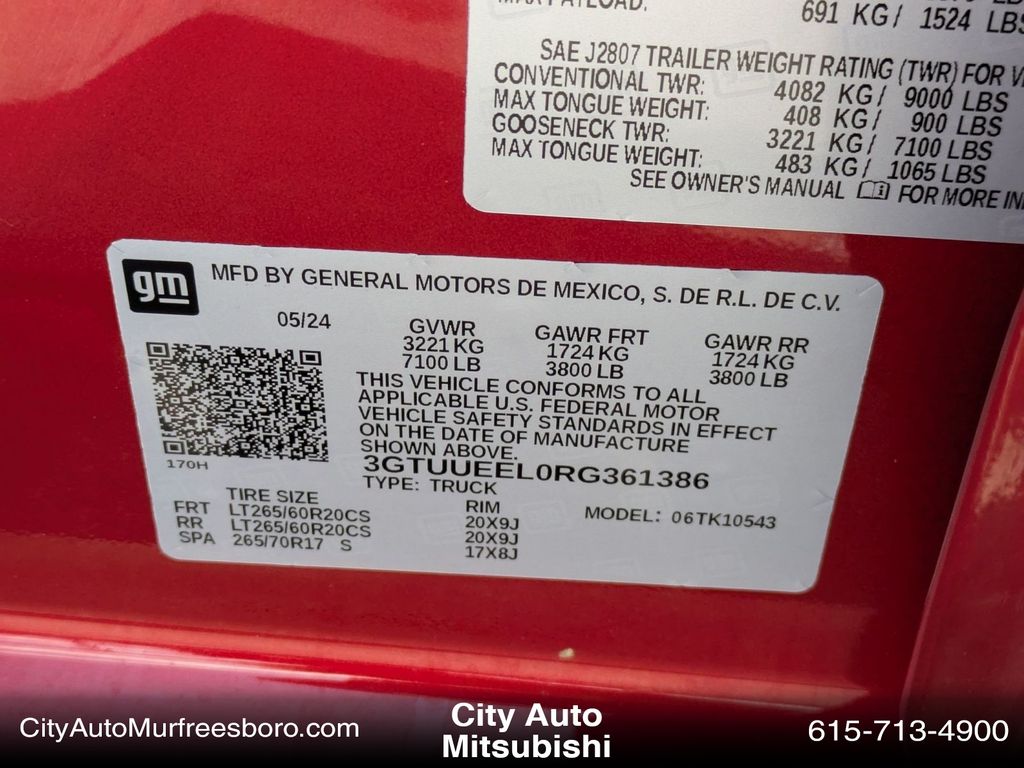 MAX PAYLOAD:
691 KG/ 1524 LBS
SAE J2807 TRAILER WEIGHT RATING (TWR) FOR
CONVENTIONAL TWR: 4082 KG/ 9000 LBS
MAX TONGUE WEIGHT: 408 KG/ 900 LBS
GOOSENECK TWR: 3221 KG/ 7100 LBS
MAX TONGUE WEIGHT: 483 KG/ 1065 LBS
SEE OWNER'S MANUAL FOR MORE
gm MFD BY GENERAL MOTORS DE MEXICO, S. DE R.L. DE C.V.
05/24 GVWR GAWR FRT GAWR RR
3221 KG 1724 KG 1724 KG
7100 LB 3800 LB 3800 LB
THIS VEHICLE CONFORMS TO ALL
APPLICABLE U.S. FEDERAL MOTOR
VEHICLE SAFETY STANDARDS IN EFFECT
ON THE DATE OF MANUFACTURE
SHOWN ABOVE.
170H
3GTUUEEL0RG361386
TYPE: TRUCK
TIRE SIZE RIM MODEL: 06TK10543
FRT LT265/60R20CS 20X9J
RR LT265/60R20CS 20X9J
SPA 265/70R17 S 17X8J
CityAutoMurfreesboro.com
City Auto
Mitsubishi
615-713-4900